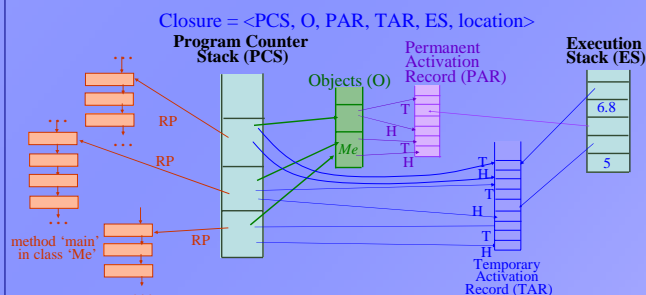 Closure = <PCS, O, PAR, TAR, ES, location>
Program Counter
Stack (PCS)
Permanent
Activation
Record (PAR)
Execution
Stack (ES)
Objects (O)
T
H
T
H
Me
6.8
5
RP
RP
RP
T
H
T
H
T
H
method 'main'
in class 'Me'
Temporary
Activation
Record (TAR)